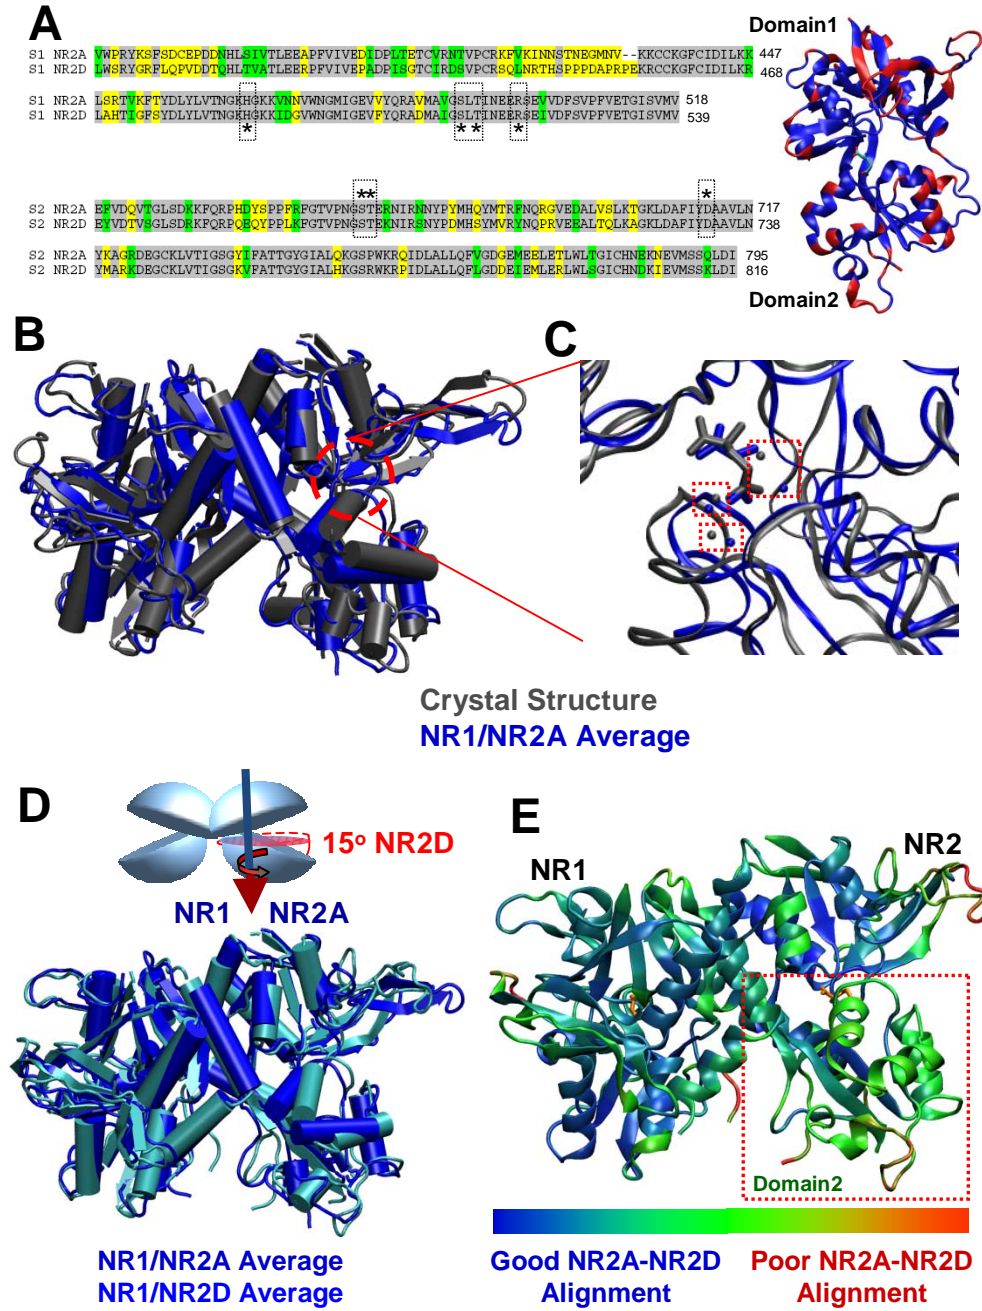 A
Domain1
S1 NR2A VWPRYKSFSDCEPDDNHLSIVTLEEAPFVIVEDIDPLTETCVRNTVPCRKFVKINNSTNEGMNV--KKCCKGFCIDILKK 447
S1 NR2D LWSRYGRFLQPVDDTQHLTVATLEERPFVIVEPADPISGTCIRDSVPCRSQLNRTHSPPPDAPRPEKRCCKGFCIDILKK 468
S1 NR2A LSRTVKFTYDLYLVTNGKHGKKVNNVWNGMIGEVVYQRAVMAVGSLTINEERSEVVDFSVPFVETGISVMV 518
S1 NR2D LAHTIGFSYDLYLVTNGKHGKKIDGVWNGMIGEVFYQRADMAIGSLTINEERSEIVDFSVPFVETGISVMV 539
* * * *
** *
S2 NR2A EFVDQVTGLSDKKFQRPHDYSPPFRFGTVPNGSTERNIRNNYPYMHQYMTRFNQRGVEDALVSLKTGKLDAFIYDAAVLN 717
S2 NR2D EYVDTVSGLSDRKFQRPQEQYPPLKFGTVPNGSTEKNIRSNYPDMHSYMVRYNQPRVEEALTQLKAGKLDAFIYDAAVLN 738
S2 NR2A YKAGRDEGCKLVTIGSGYIFATTGYGIALQKGSPWKRQIDLALLQFVGDGEMEELETLWLTGICHNEKNEVMSSQLDI 795
S2 NR2D YMARKDEGCKLVTIGSGKVFATTGYGIALHKGSRWKRPIDLALLQFLGDDEIEMLERLWLSGICHNDKIEVMSSKLDI 816
Domain2
B
C
Crystal Structure
NR1/NR2A Average
D
15º NR2D
NR1 NR2A
NR1/NR2A Average
NR1/NR2D Average
E
NR1
NR2
Domain2
Good NR2A-NR2D
Alignment
Poor NR2A-NR2D
Alignment